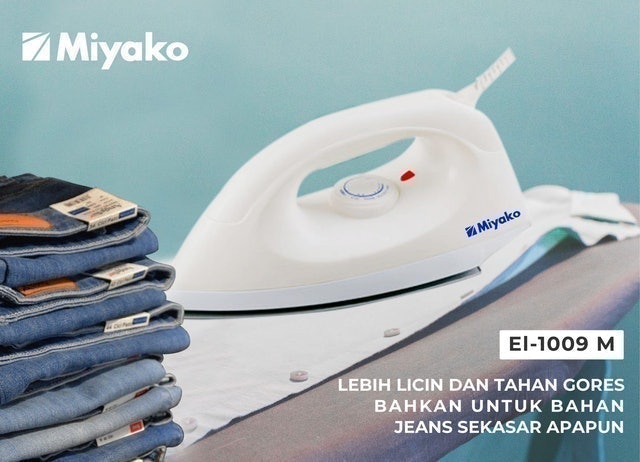 Miyako
Miyako
EI-1009 M
LEBIH LICIN DAN TAHAN GORES
BAHKAN UNTUK BAHAN
JEANS SEKASAR APAPUN